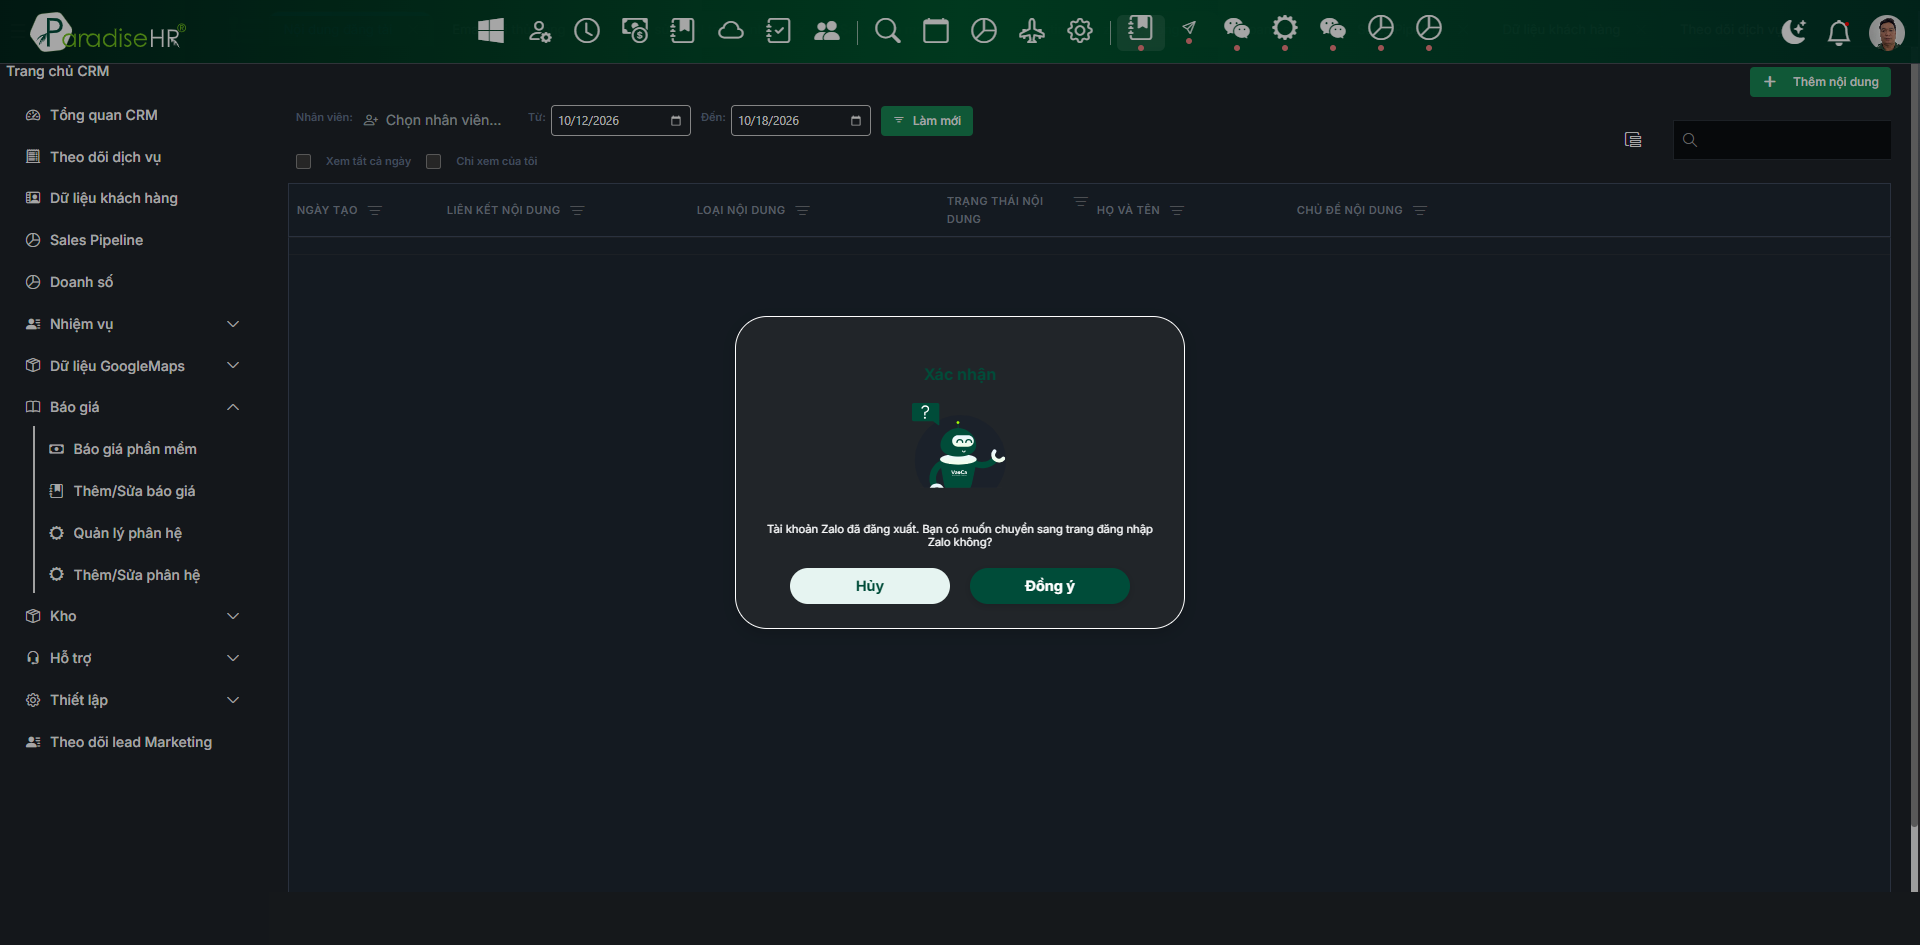 ParadiseHR®
Trang chủ CRM
Thêm nội dung
Tổng quan CRM
Theo dõi dịch vụ
Dữ liệu khách hàng
Sales Pipeline
Doanh số
Nhiệm vụ
Dữ liệu GoogleMaps
Báo giá
Báo giá phần mềm
Thêm/Sửa báo giá
Quản lý phân hệ
Thêm/Sửa phân hệ
Kho
Hỗ trợ
Thiết lập
Theo dõi lead Marketing
Nhân viên: Chọn nhân viên... Từ: 10/12/2026 Đến: 10/18/2026 Làm mới
Xem tất cả ngày Chỉ xem của tôi
NGÀY TẠO LIÊN KẾT NỘI DUNG LOẠI NỘI DUNG TRẠNG THÁI NỘI DUNG HỌ VÀ TÊN CHỦ ĐỀ NỘI DUNG
Xác nhận
?
VaoCa
Tài khoản Zalo đã đăng xuất. Bạn có muốn chuyển sang trang đăng nhập
Zalo không?
Hủy Đồng ý